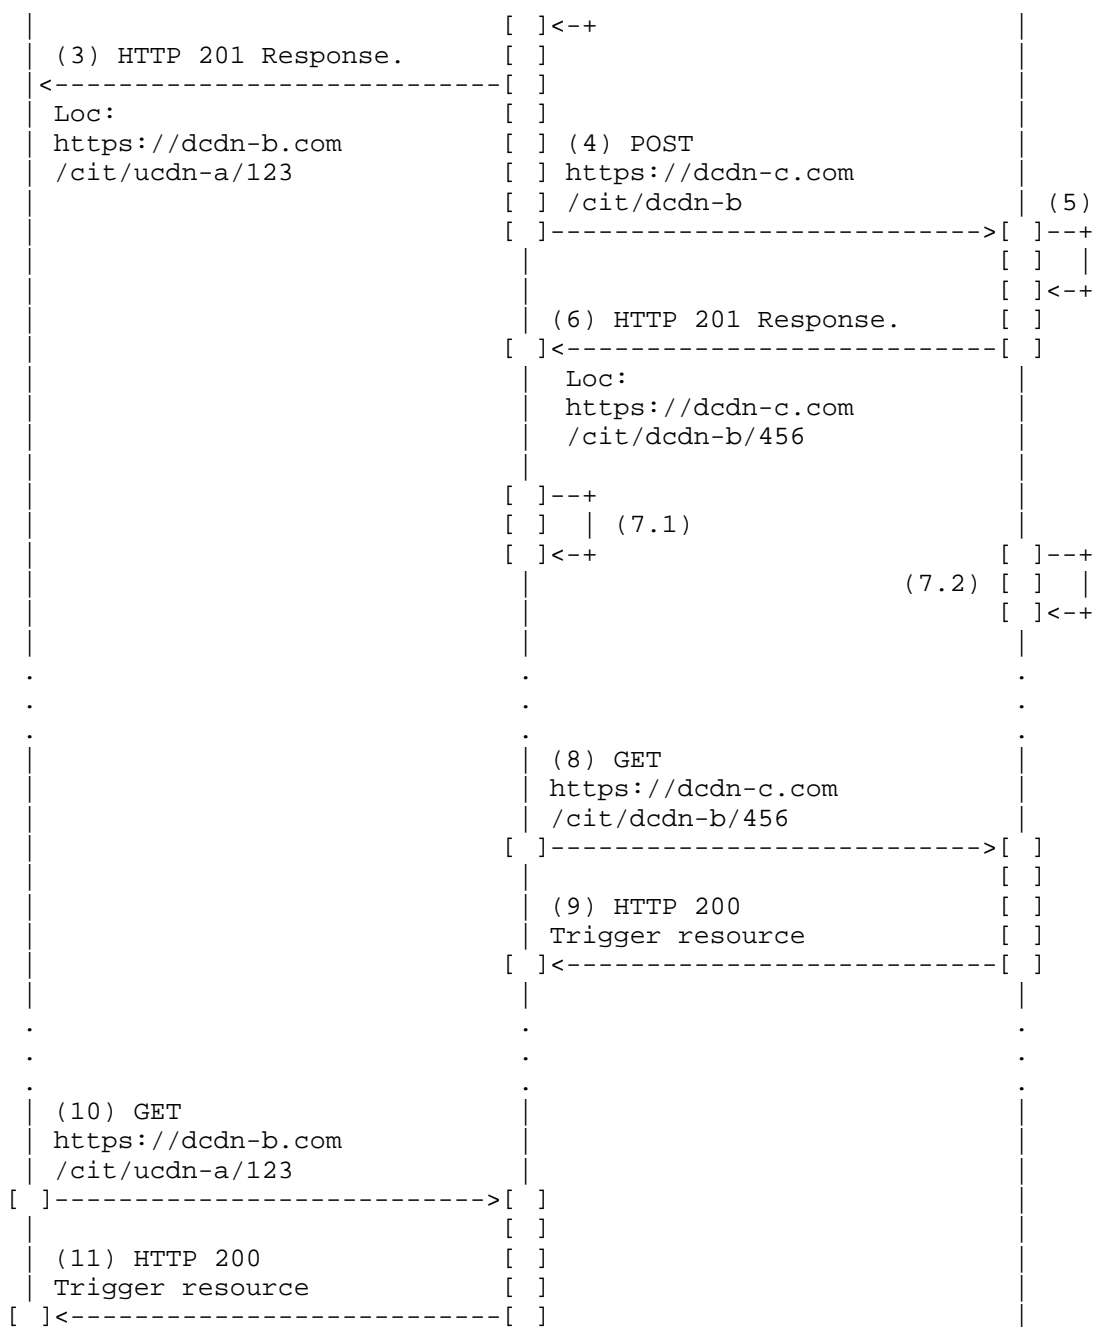 |                             [ ]<-+                          |
 | (3) HTTP 201 Response.      [ ]                             |
 |<----------------------------[ ]                             |
 | Loc:                        [ ]                             |
 | https://dcdn-b.com          [ ] (4) POST                    |
 | /cit/ucdn-a/123             [ ] https://dcdn-c.com          |
 |                             [ ] /cit/dcdn-b                 | (5)
 |                             [ ]--------------------------->[ ]--+
 |                              |                             [ ]  |
 |                              |                             [ ]<-+
 |                              | (6) HTTP 201 Response.      [ ]
 |                             [ ]<---------------------------[ ]
 |                              |  Loc:                        |
 |                              |  https://dcdn-c.com          |
 |                              |  /cit/dcdn-b/456             |
 |                              |                              |
 |                             [ ]--+                          |
 |                             [ ]  | (7.1)                    |
 |                             [ ]<-+                         [ ]--+
 |                              |                       (7.2) [ ]  |
 |                              |                             [ ]<-+
 |                              |                              |
 .                              .                              .
 .                              .                              .
 .                              .                              .
 |                              | (8) GET                      |
 |                              | https://dcdn-c.com           |
 |                              | /cit/dcdn-b/456              |
 |                             [ ]--------------------------->[ ]
 |                              |                             [ ]
 |                              | (9) HTTP 200                [ ]
 |                              | Trigger resource            [ ]
 |                             [ ]<---------------------------[ ]
 |                              |                              |
 .                              .                              .
 .                              .                              .
 .                              .                              .
 | (10) GET                     |                              |
 | https://dcdn-b.com           |                              |
 | /cit/ucdn-a/123              |                              |
[ ]--------------------------->[ ]                             |
 |                             [ ]                             |
 | (11) HTTP 200               [ ]                             |
 | Trigger resource            [ ]                             |
[ ]<---------------------------[ ]                             |